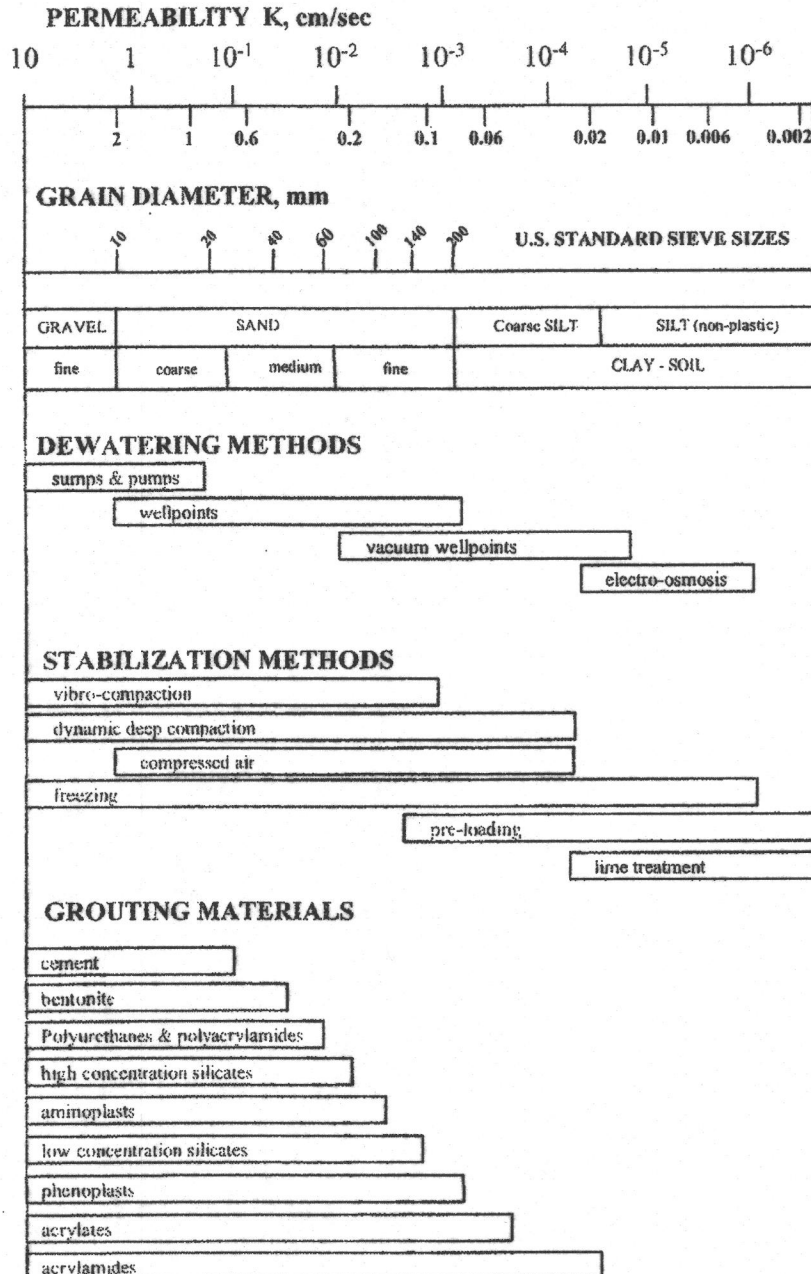 PERMEABILITY K, cm/sec
10 1 10⁻¹ 10⁻² 10⁻³ 10⁻⁴ 10⁻⁵ 10⁻⁶
2 1 0.6 0.2 0.1 0.06 0.02 0.01 0.006 0.002
GRAIN DIAMETER, mm
10 20 40 60 100 140 200 U.S. STANDARD SIEVE SIZES
GRAVEL SAND Coarse SILT SILT (non-plastic)
fine coarse medium fine CLAY - SOIL
DEWATERING METHODS
sumps & pumps
wellpoints
vacuum wellpoints
electro-osmosis
STABILIZATION METHODS
vibro-compaction
dynamic deep compaction
compressed air
freezing
pre-loading
lime treatment
GROUTING MATERIALS
cement
bentonite
Polyurethanes & polyacrylamides
high concentration silicates
aminoplasts
low concentration silicates
phenoplasts
acrylates
acrylamides